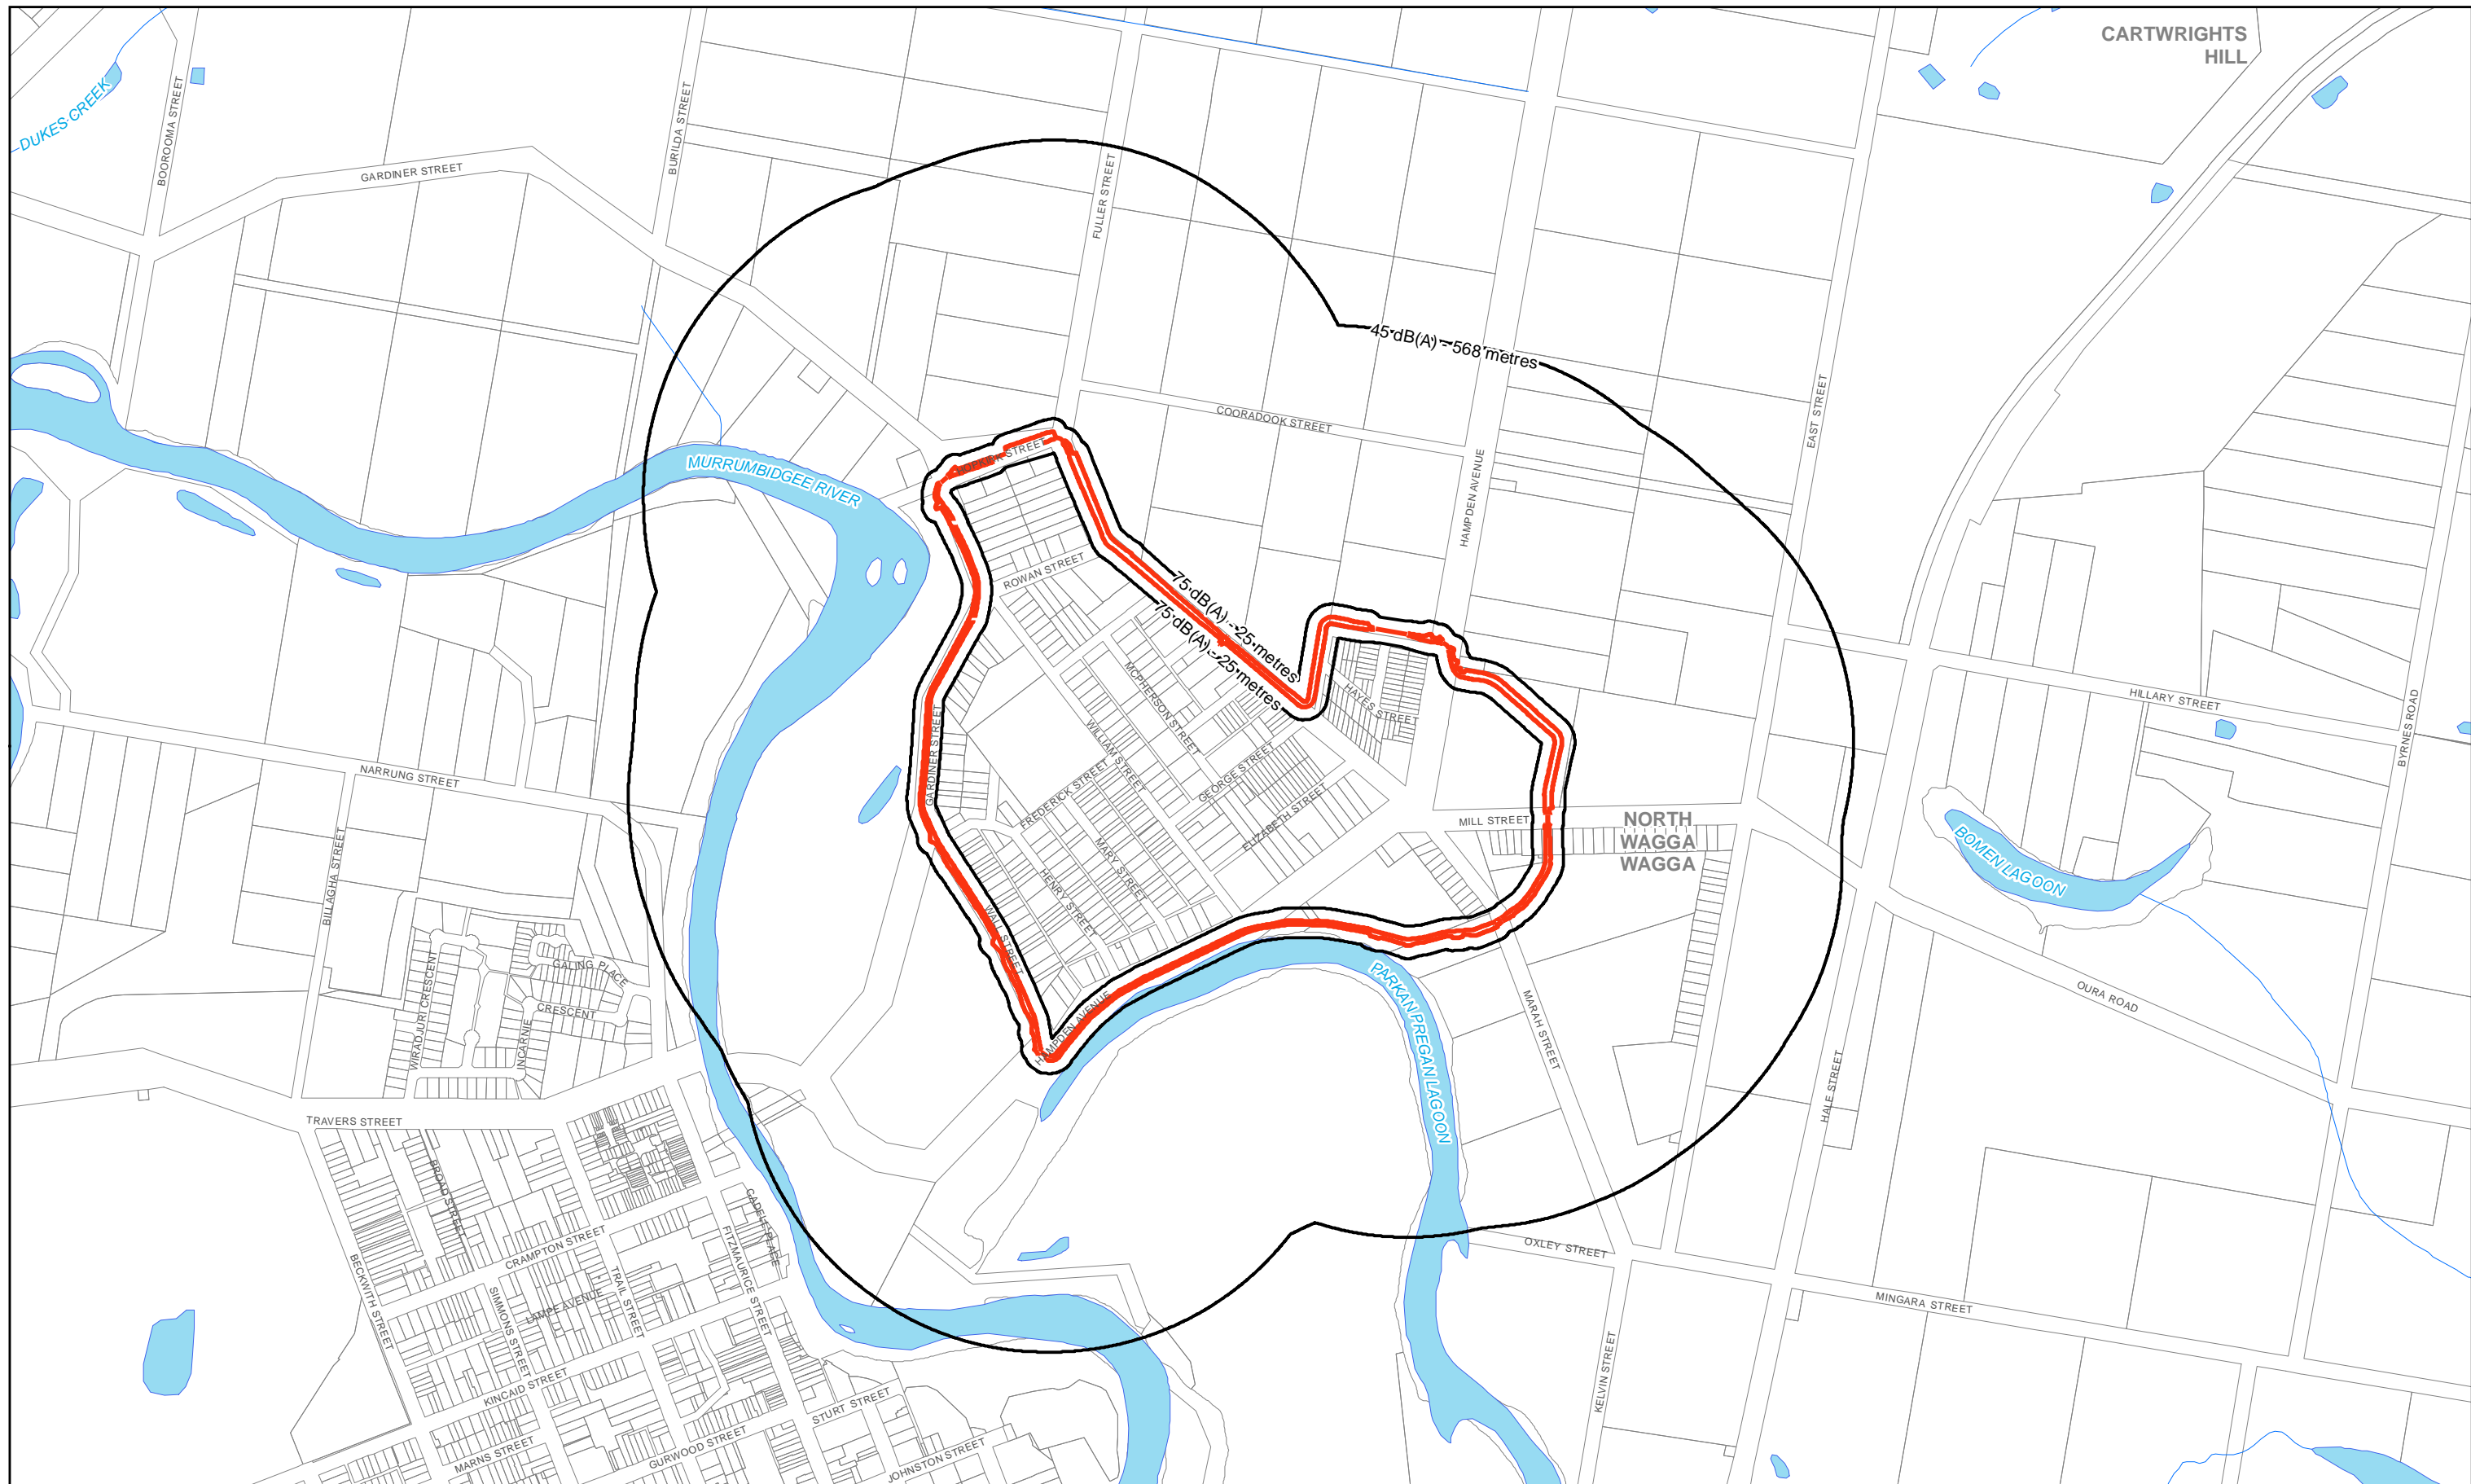 CARTWRIGHTS
HILL
DUKES CREEK
BOOROOMA STREET
GARDINER STREET
BURILDA STREET
FULLER STREET
45 dB(A) - 568 metres
COORADOOK STREET
EAST STREET
HAMPDEN AVENUE
MURRUMBIDGEE RIVER
STREET
ROWAN STREET
75 dB(A) - 25 metres
75 dB(A) - 25 metres
MCPHERSON STREET
HAYES STREET
WILLIAM STREET
GEORGE STREET
GARDINER STREET
FREDERICK STREET
ELIZABETH STREET
MARY STREET
HENRY STREET
WALL STREET
HAMPDEN AVENUE
MILL STREET
NORTH
WAGGA
WAGGA
HILLARY STREET
BYRNES ROAD
BOMEN LAGOON
OURA ROAD
NARRUNG STREET
BILLAGHA STREET
WIRADJURI CRESCENT
GALING PLACE
INCARNIE
CRESCENT
PARKAN PREGAN LAGOON
MARAH STREET
HALE STREET
TRAVERS STREET
BROAD STREET
CADELL PLACE
FITZMAURICE STREET
CRAMPTON STREET
BECKWITH STREET
SIMMONS STREET
LAMPE AVENUE
TRAIL STREET
OXLEY STREET
MINGARA STREET
KELVIN STREET
KINCAID STREET
STURT STREET
MARNS STREET
GURWOOD STREET
JOHNSTON STREET